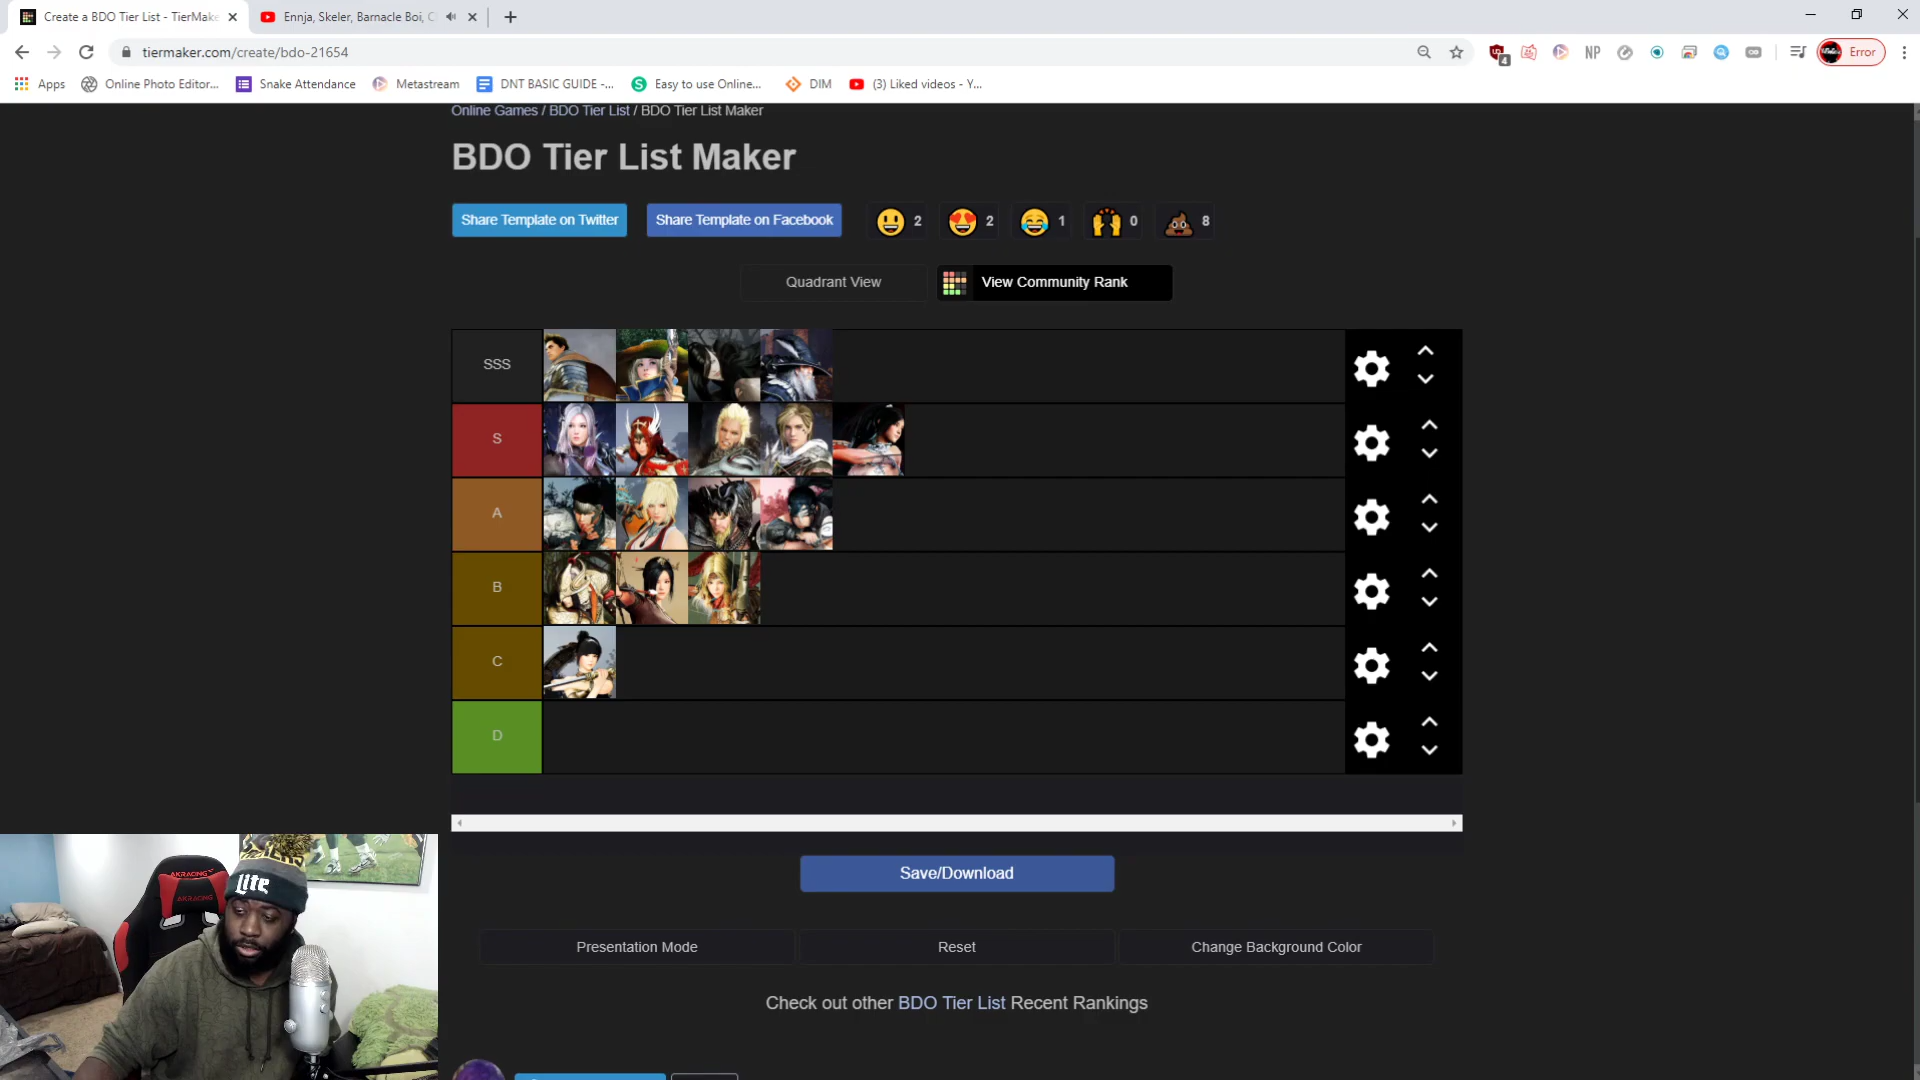 Create a BDO Tier List - TierMake
Ennja, Skeler, Barnacle Boi, C
tiermaker.com/create/bdo-21654
4
NP
Error
Apps
Online Photo Editor...
Snake Attendance
Metastream
DNT BASIC GUIDE -...
Easy to use Online...
DIM
(3) Liked videos - Y...
Online Games / BDO Tier List / BDO Tier List Maker
BDO Tier List Maker
Share Template on Twitter
Share Template on Facebook
2
2
1
0
8
Quadrant View
View Community Rank
SSS
S
A
B
C
D
Save/Download
Presentation Mode
Reset
Change Background Color
Check out other BDO Tier List Recent Rankings
AKRACING
AKRACING
Lite